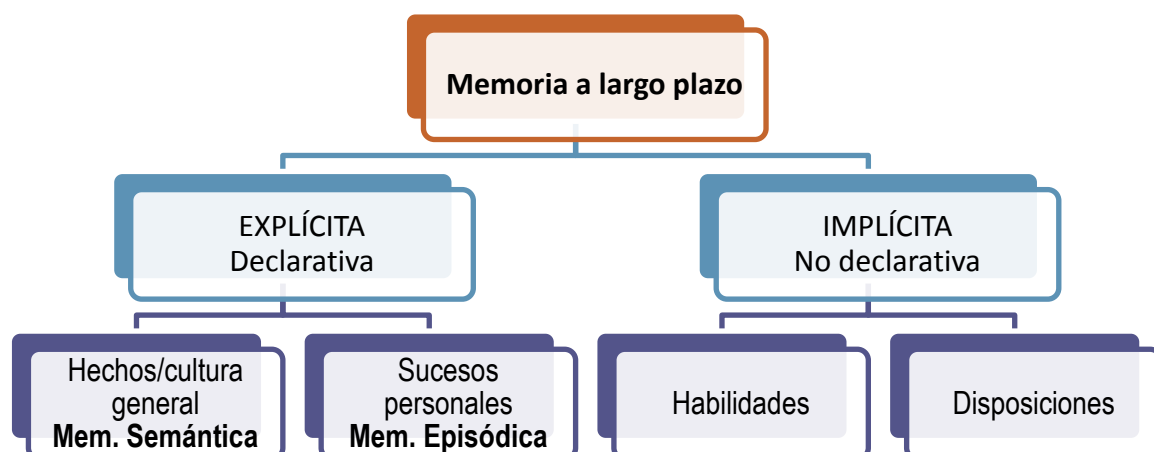 Memoria a largo plazo
EXPLÍCITA
Declarativa
IMPLÍCITA
No declarativa
Hechos/cultura
general
Mem. Semántica
Sucesos
personales
Mem. Episódica
Habilidades
Disposiciones